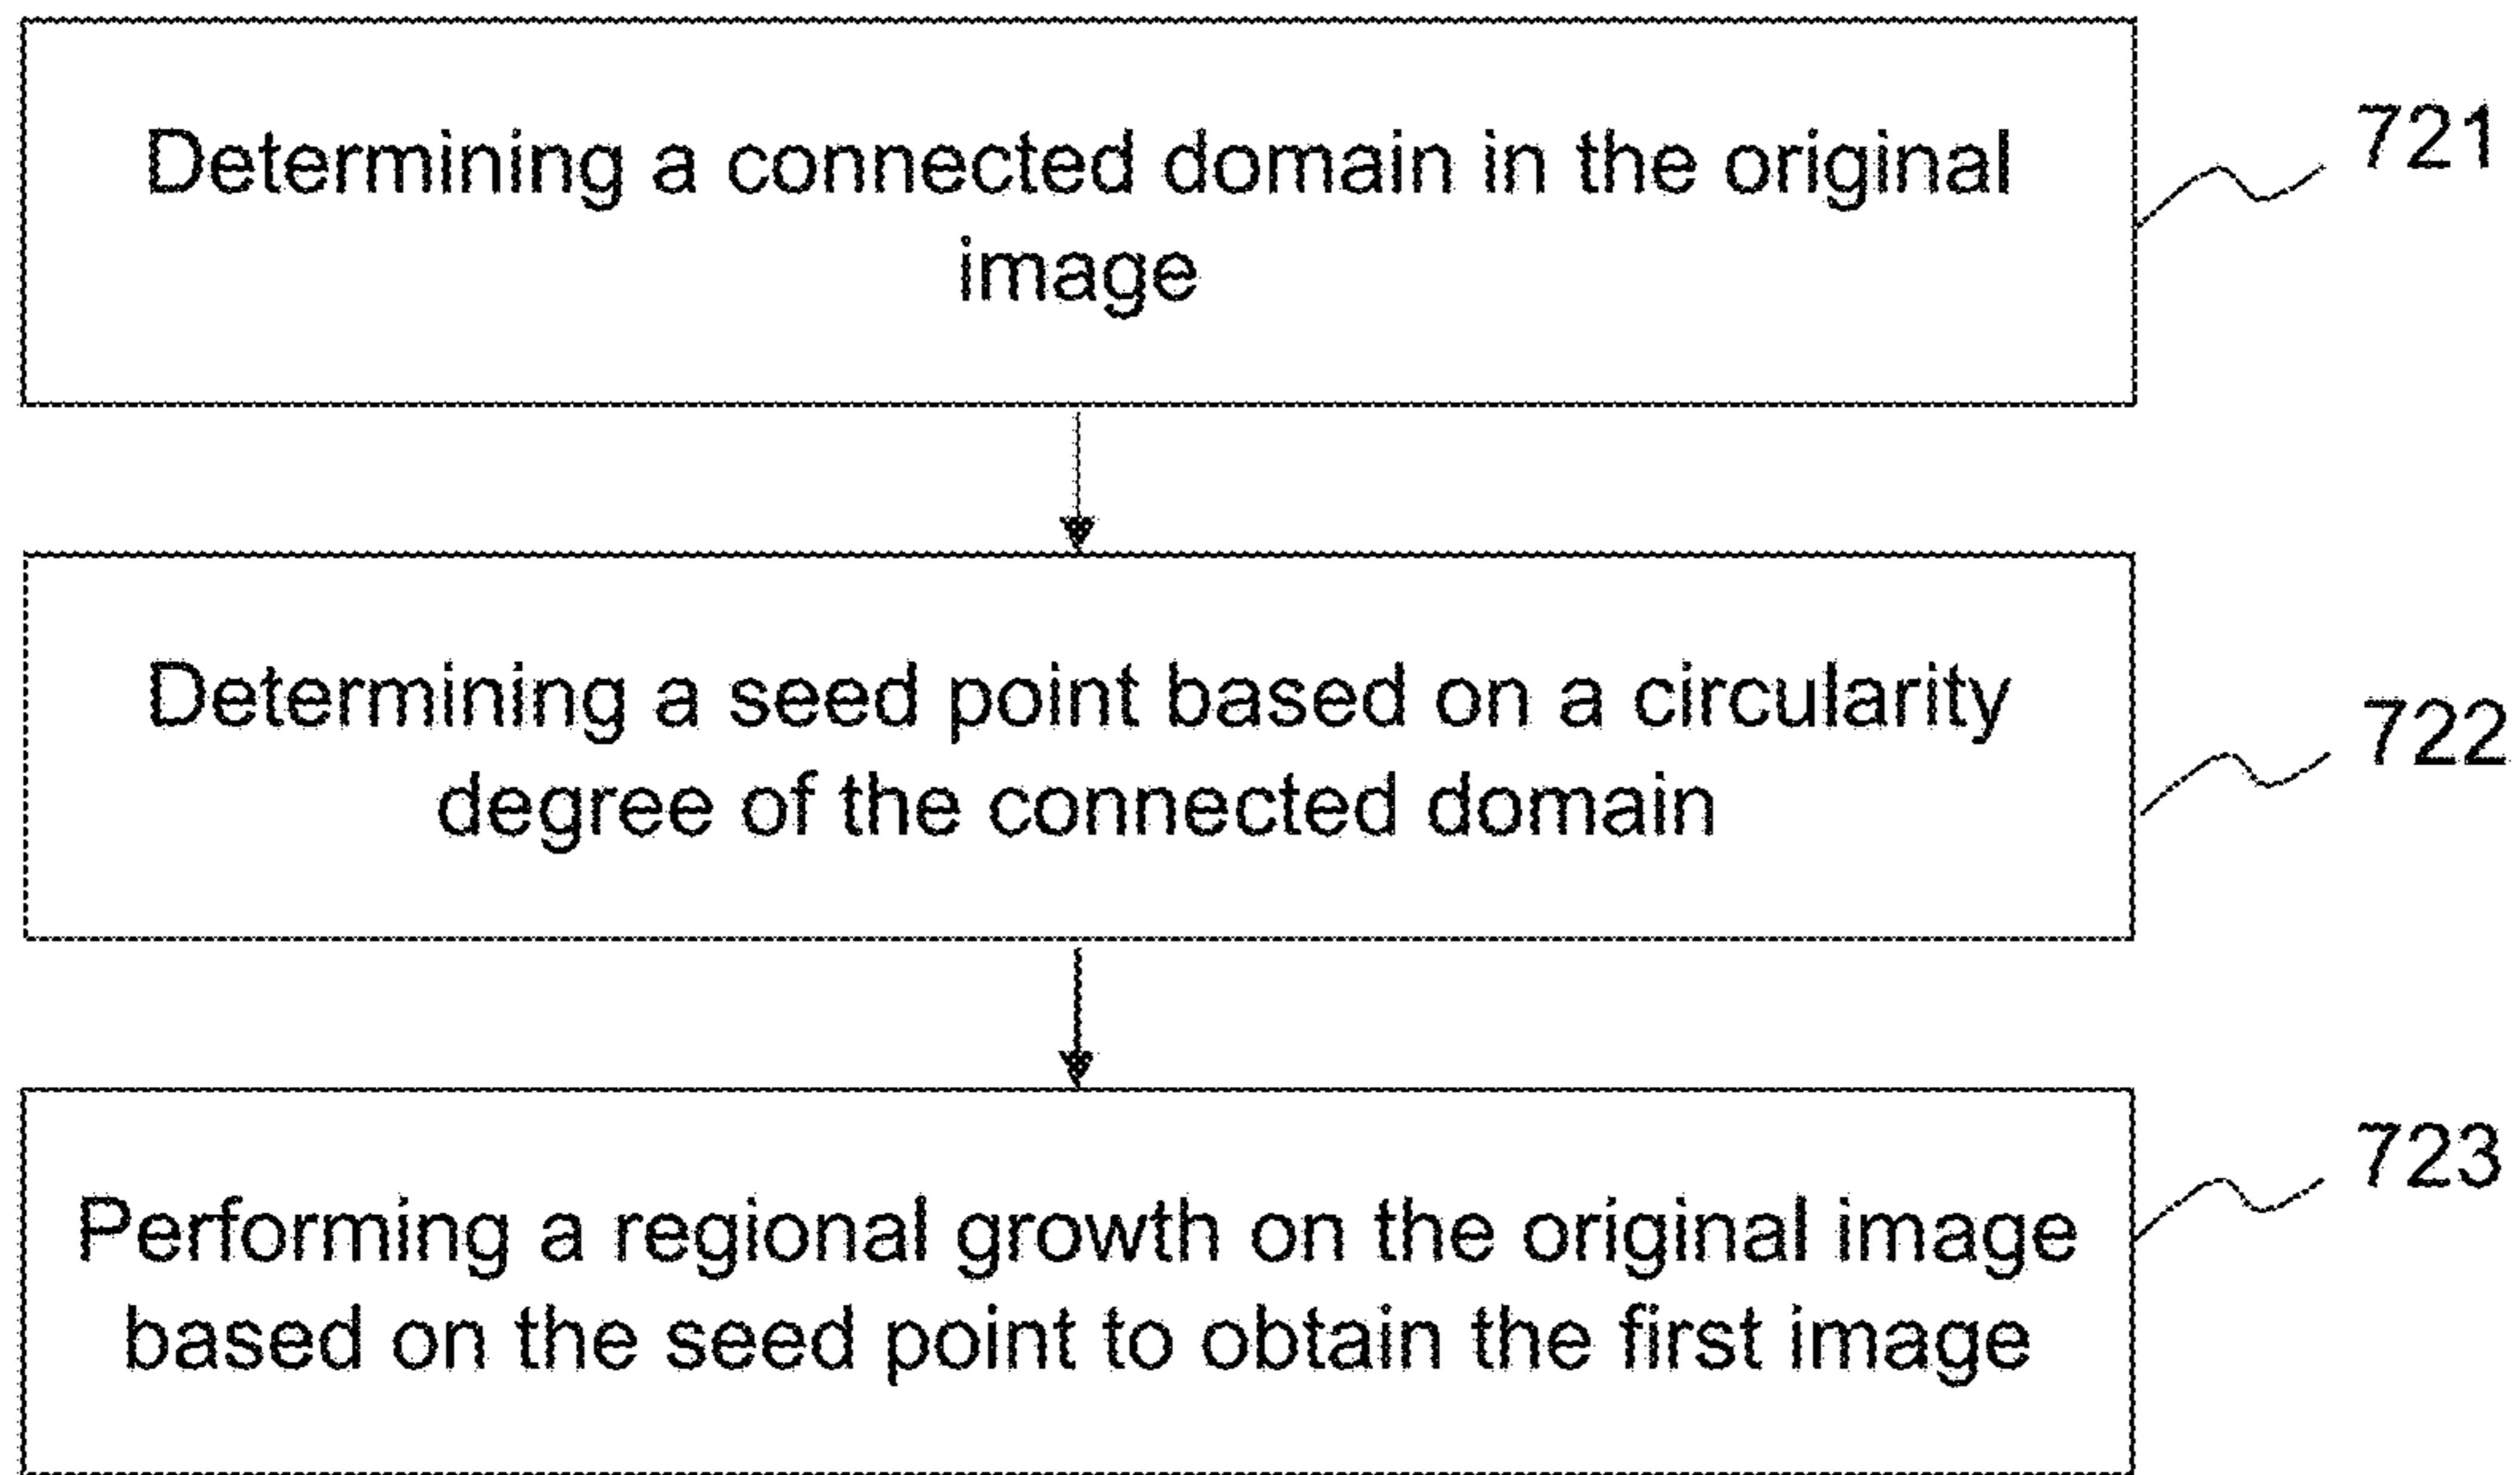 Determining a connected domain in the original
image
721
Determining a seed point based on a circularity
degree of the connected domain
722
Performing a regional growth on the original image
based on the seed point to obtain the first image
723